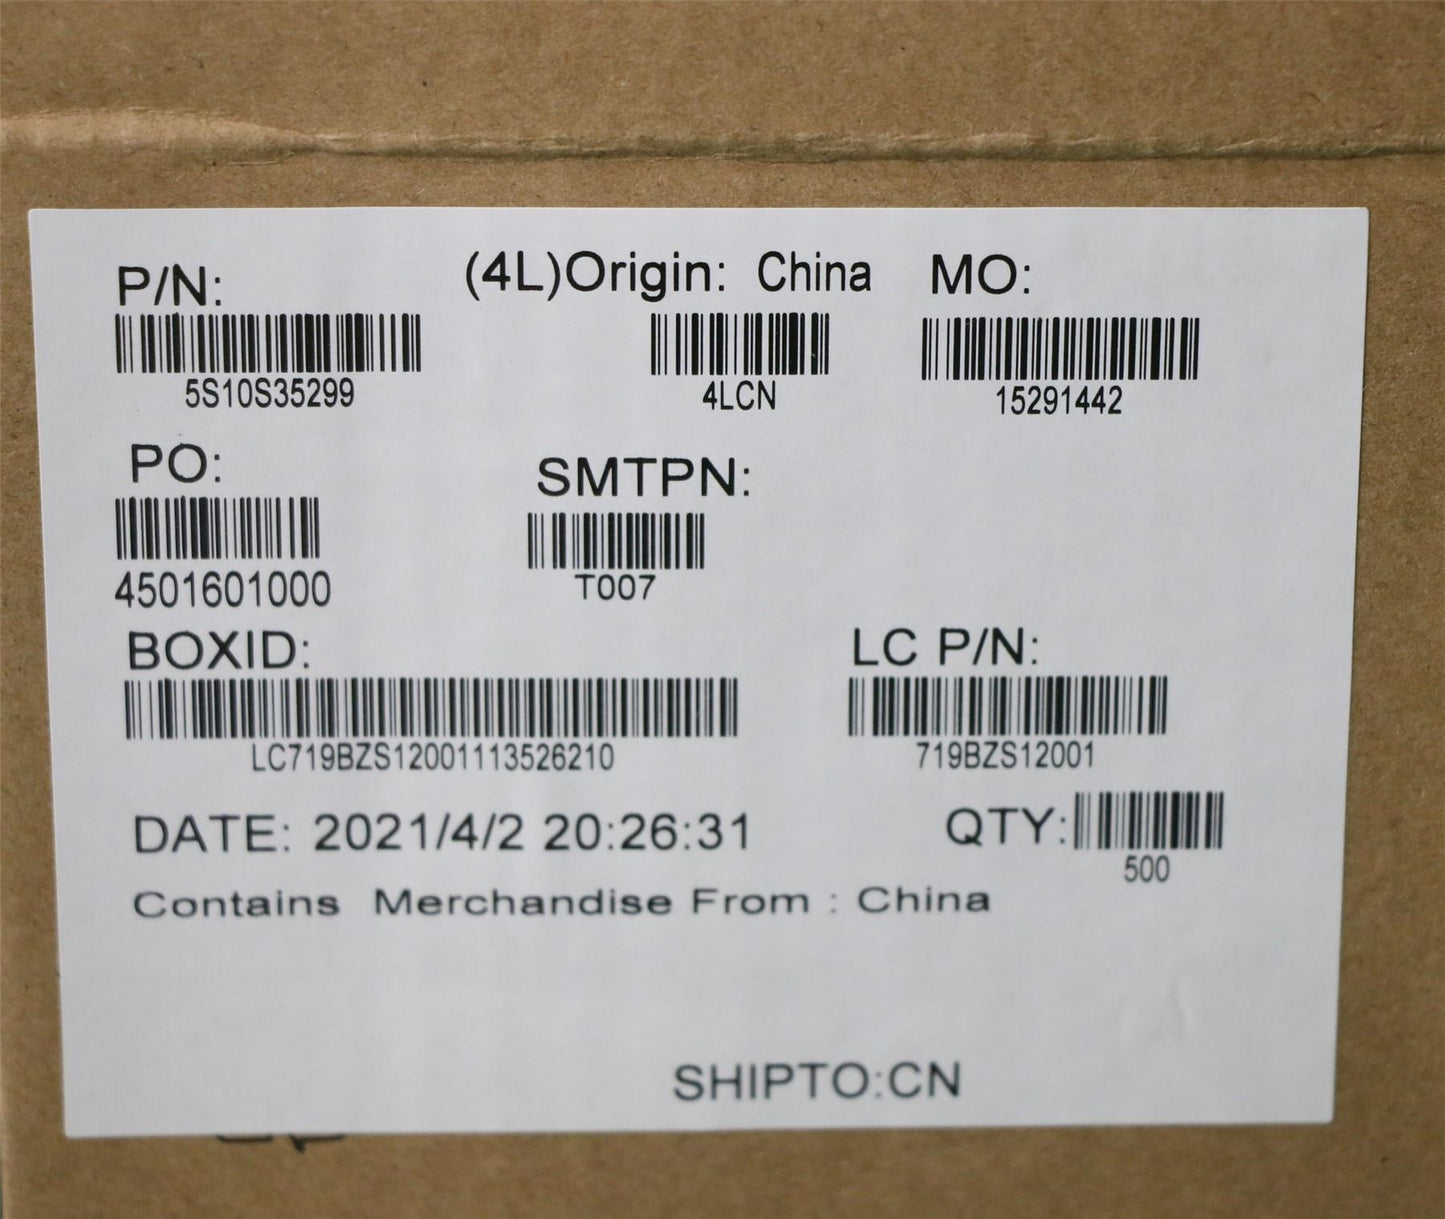 P/N:
(4L)Origin: China
MO:
5S10S35299
4LCN
15291442
PO:
SMTPN:
4501601000
T007
BOXID:
LC P/N:
LC719BZS12001113526210
719BZS12001
DATE: 2021/4/2 20:26:31
QTY:
500
Contains Merchandise From : China
SHIPTO:CN